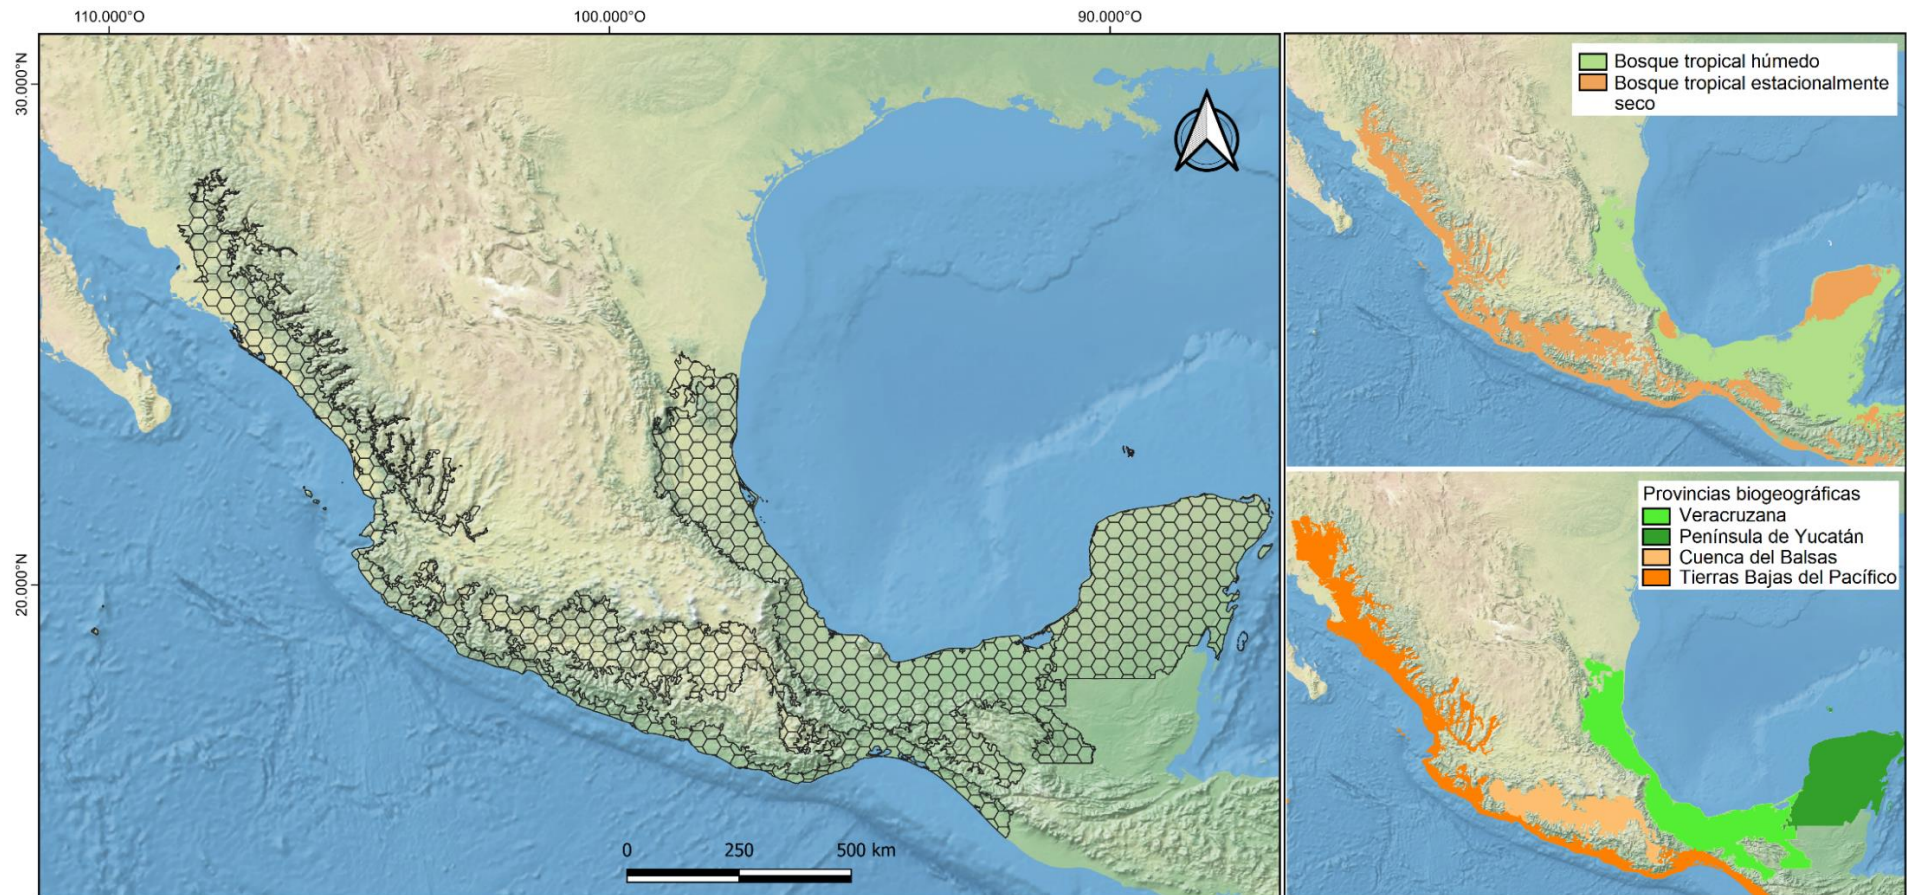 110.000°O
100.000°O
90.000°O
30.000°N
20.000°N
0
250
500 km
Bosque tropical húmedo
Bosque tropical estacionalmente
seco
Provincias biogeográficas
Veracruzana
Península de Yucatán
Cuenca del Balsas
Tierras Bajas del Pacífico